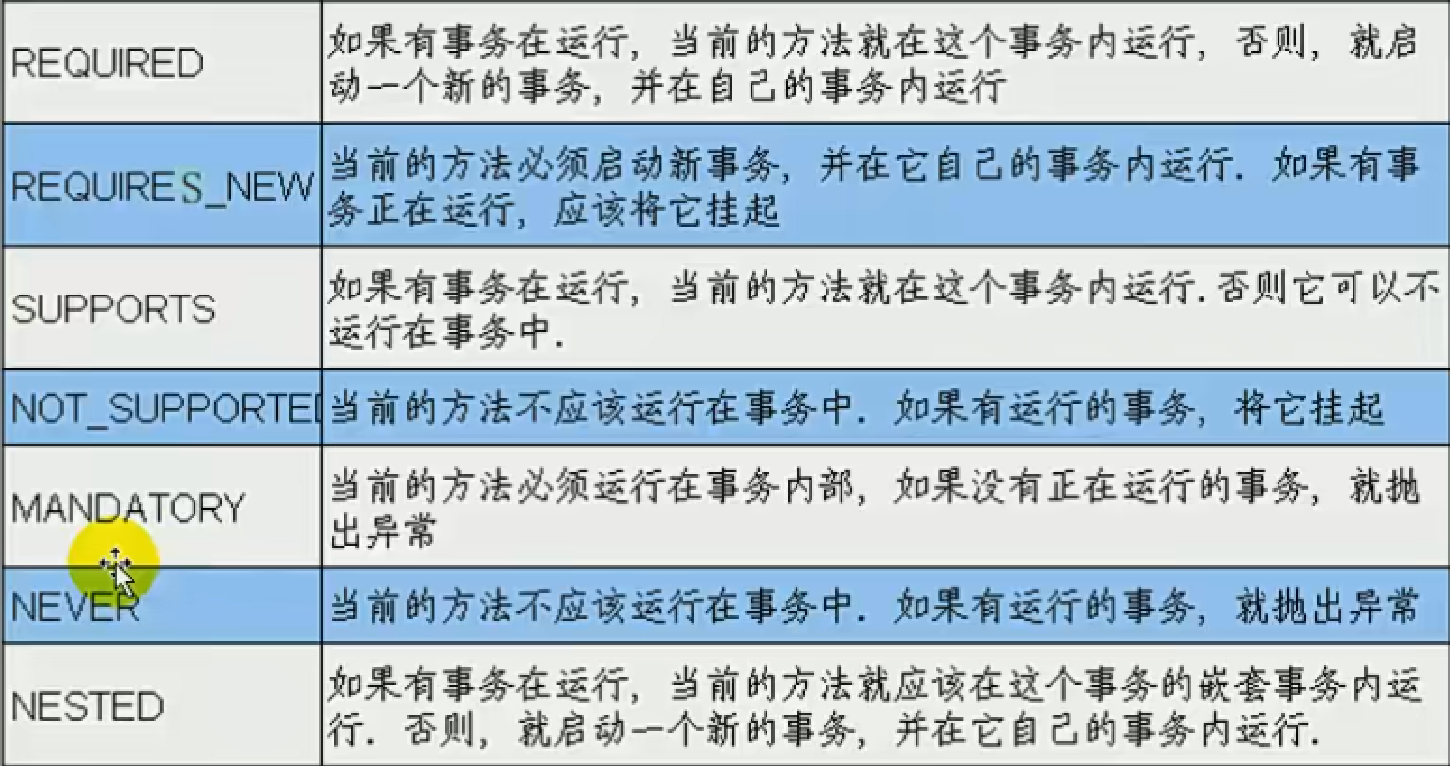 REQUIRED
如果有事务在运行，当前的方法就在这个事务内运行，否则，就启
动一个新的事务，并在自己的事务内运行
REQUIRES_NEW
当前的方法必须启动新事务，并在它自己的事务内运行. 如果有事
务正在运行，应该将它挂起
SUPPORTS
如果有事务在运行，当前的方法就在这个事务内运行.否则它可以不
运行在事务中.
NOT_SUPPORTED
当前的方法不应该运行在事务中. 如果有运行的事务，将它挂起
MANDATORY
当前的方法必须运行在事务内部，如果没有正在运行的事务，就抛
出异常
NEVER
当前的方法不应该运行在事务中. 如果有运行的事务，就抛出异常
NESTED
如果有事务在运行，当前的方法就应该在这个事务的嵌套事务内运
行. 否则，就启动一个新的事务，并在它自己的事务内运行.